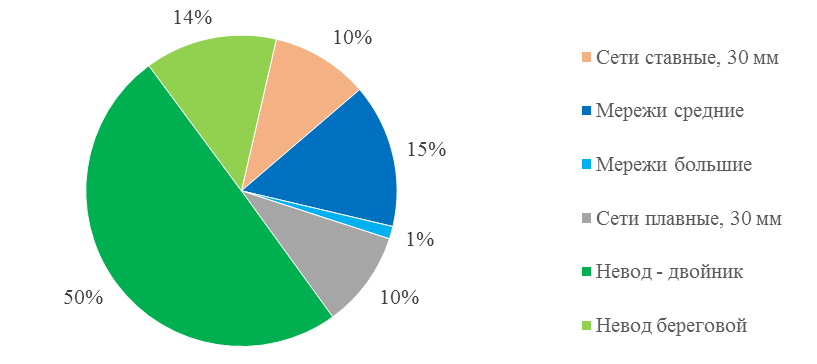 14%
10%
15%
1%
10%
50%
Сети ставные, 30 мм
Мережи средние
Мережи большие
Сети плавные, 30 мм
Невод - двойник
Невод береговой